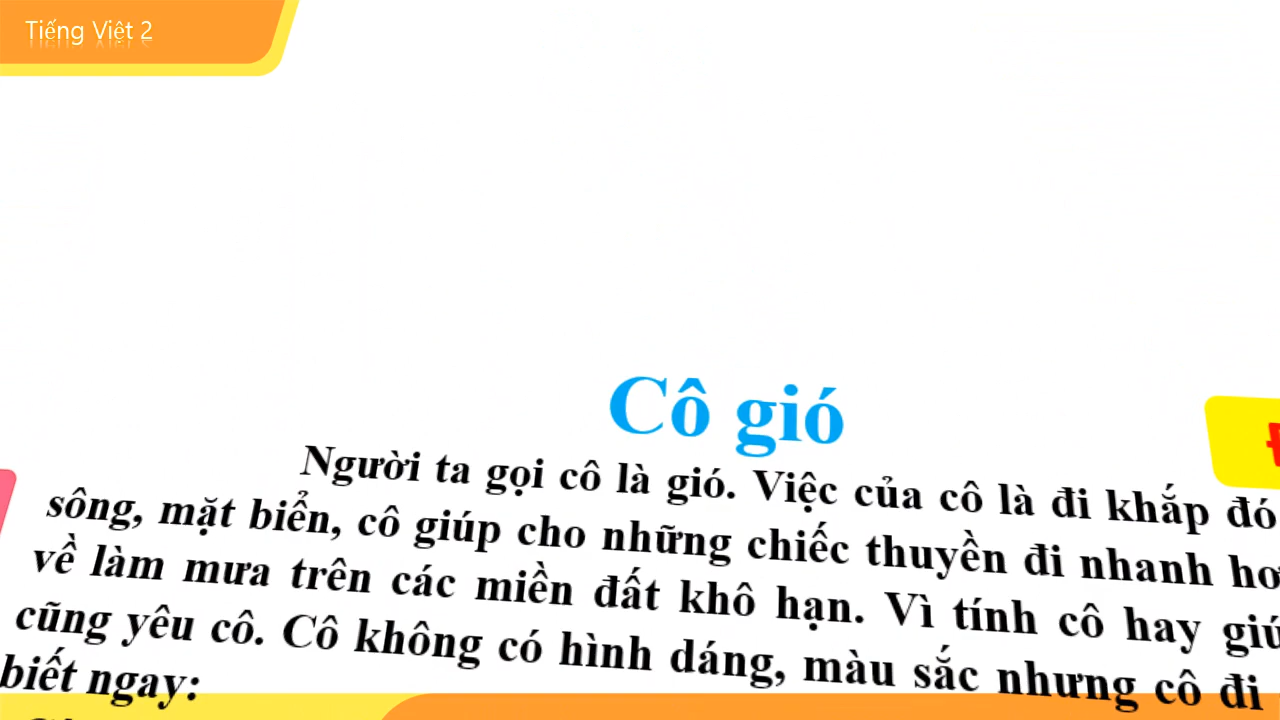 Tiếng Việt 2
Cô gió
Người ta gọi cô là gió. Việc của cô là đi khắp đó
sông, mặt biển, cô giúp cho những chiếc thuyền đi nhanh
về làm mưa trên các miền đất khô hạn. Vì tính cô hay
cũng yêu cô. Cô không có hình dáng, màu sắc nhưng cô đi
biết ngay: